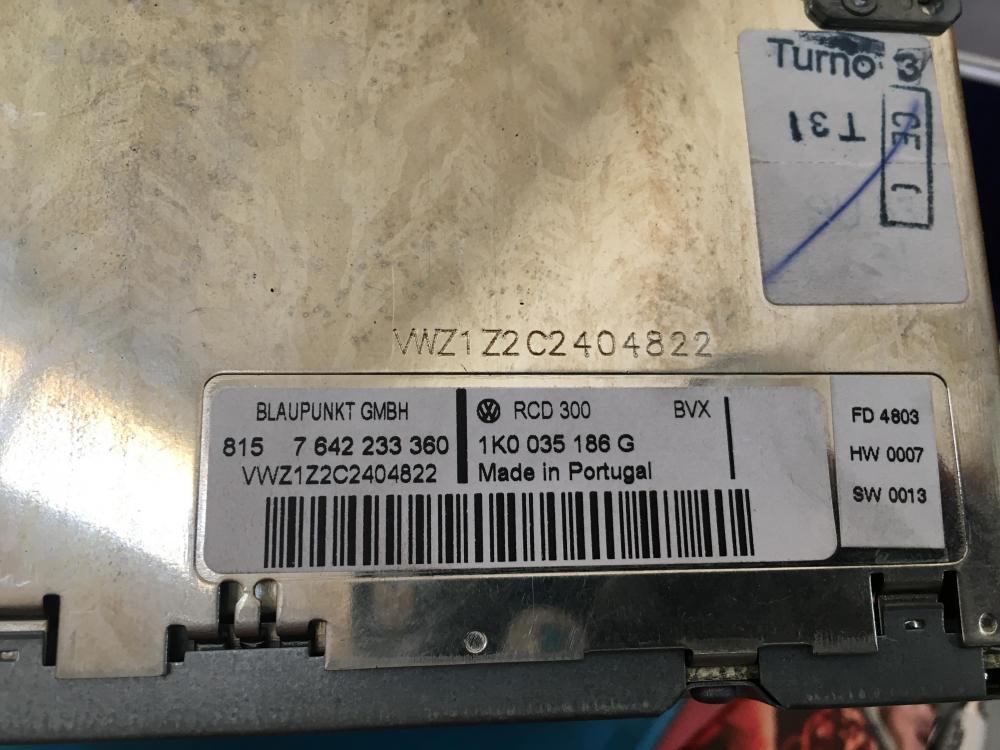 Turno 3
T31
CE (
VWZ1Z2C2404822
BLAUPUNKT GMBH
815 7 642 233 360
VWZ1Z2C2404822
RCD 300 BVX
1K0 035 186 G
Made in Portugal
FD 4803
HW 0007
SW 0013